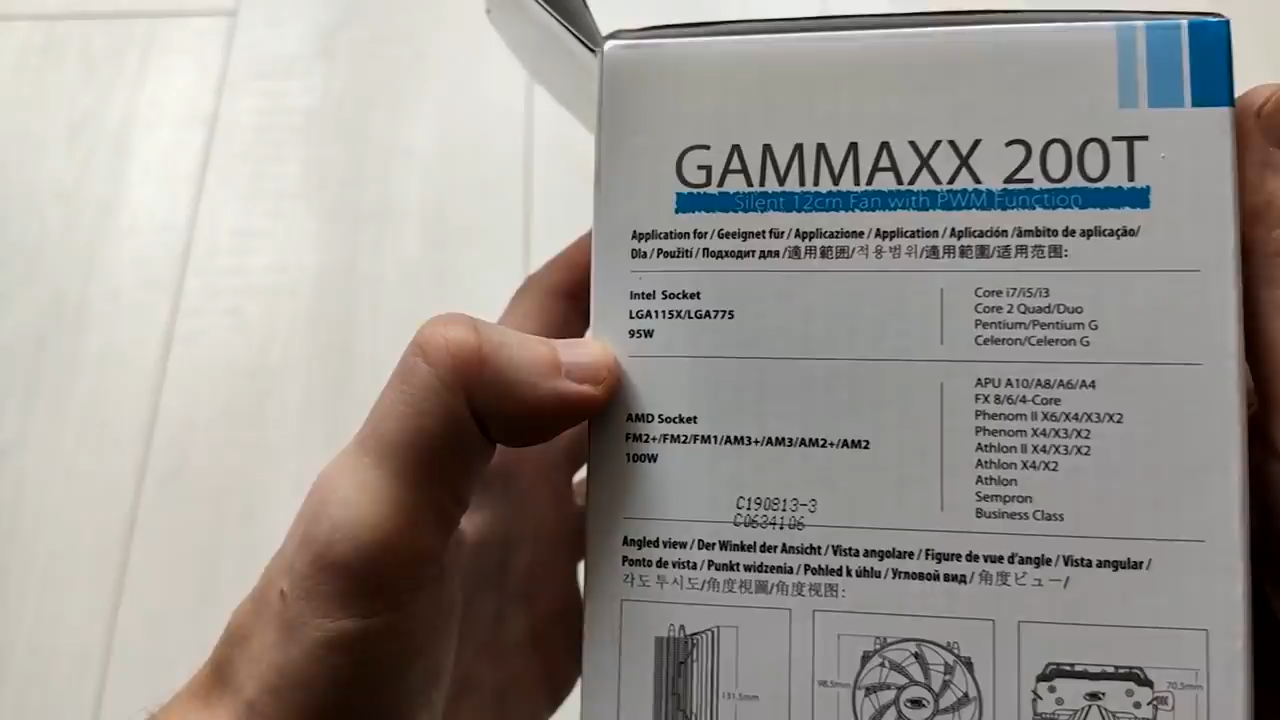 GAMMAXX 200T
Silent 12cm Fan with PWM Function
Application for / Geeignet für / Applicazione / Application / Aplicación /âmbito de aplicação/
Dla / Použití / Подходит для /適用範囲/적용범위/適用範圍/适用范围:
Intel Socket
LGA115X/LGA775
95W
Core i7/i5/i3
Core 2 Quad/Duo
Pentium/Pentium G
Celeron/Celeron G
AMD Socket
FM2+/FM2/FM1/AM3+/AM3/AM2+/AM2
100W
APU A10/A8/A6/A4
FX 8/6/4-Core
Phenom II X6/X4/X3/X2
Phenom X4/X3/X2
Athlon II X4/X3/X2
Athlon X4/X2
Athlon
Sempron
Business Class
C190813-3
C0634106
Angled view / Der Winkel der Ansicht / Vista angolare / Figure de vue d'angle / Vista angular /
Ponto de vista / Punkt widzenia / Pohled k úhlu / Угловой вид / 角度ビュー/
각도 투시도/角度視圖/角度视图:
131.5mm
98.5mm
70.5mm